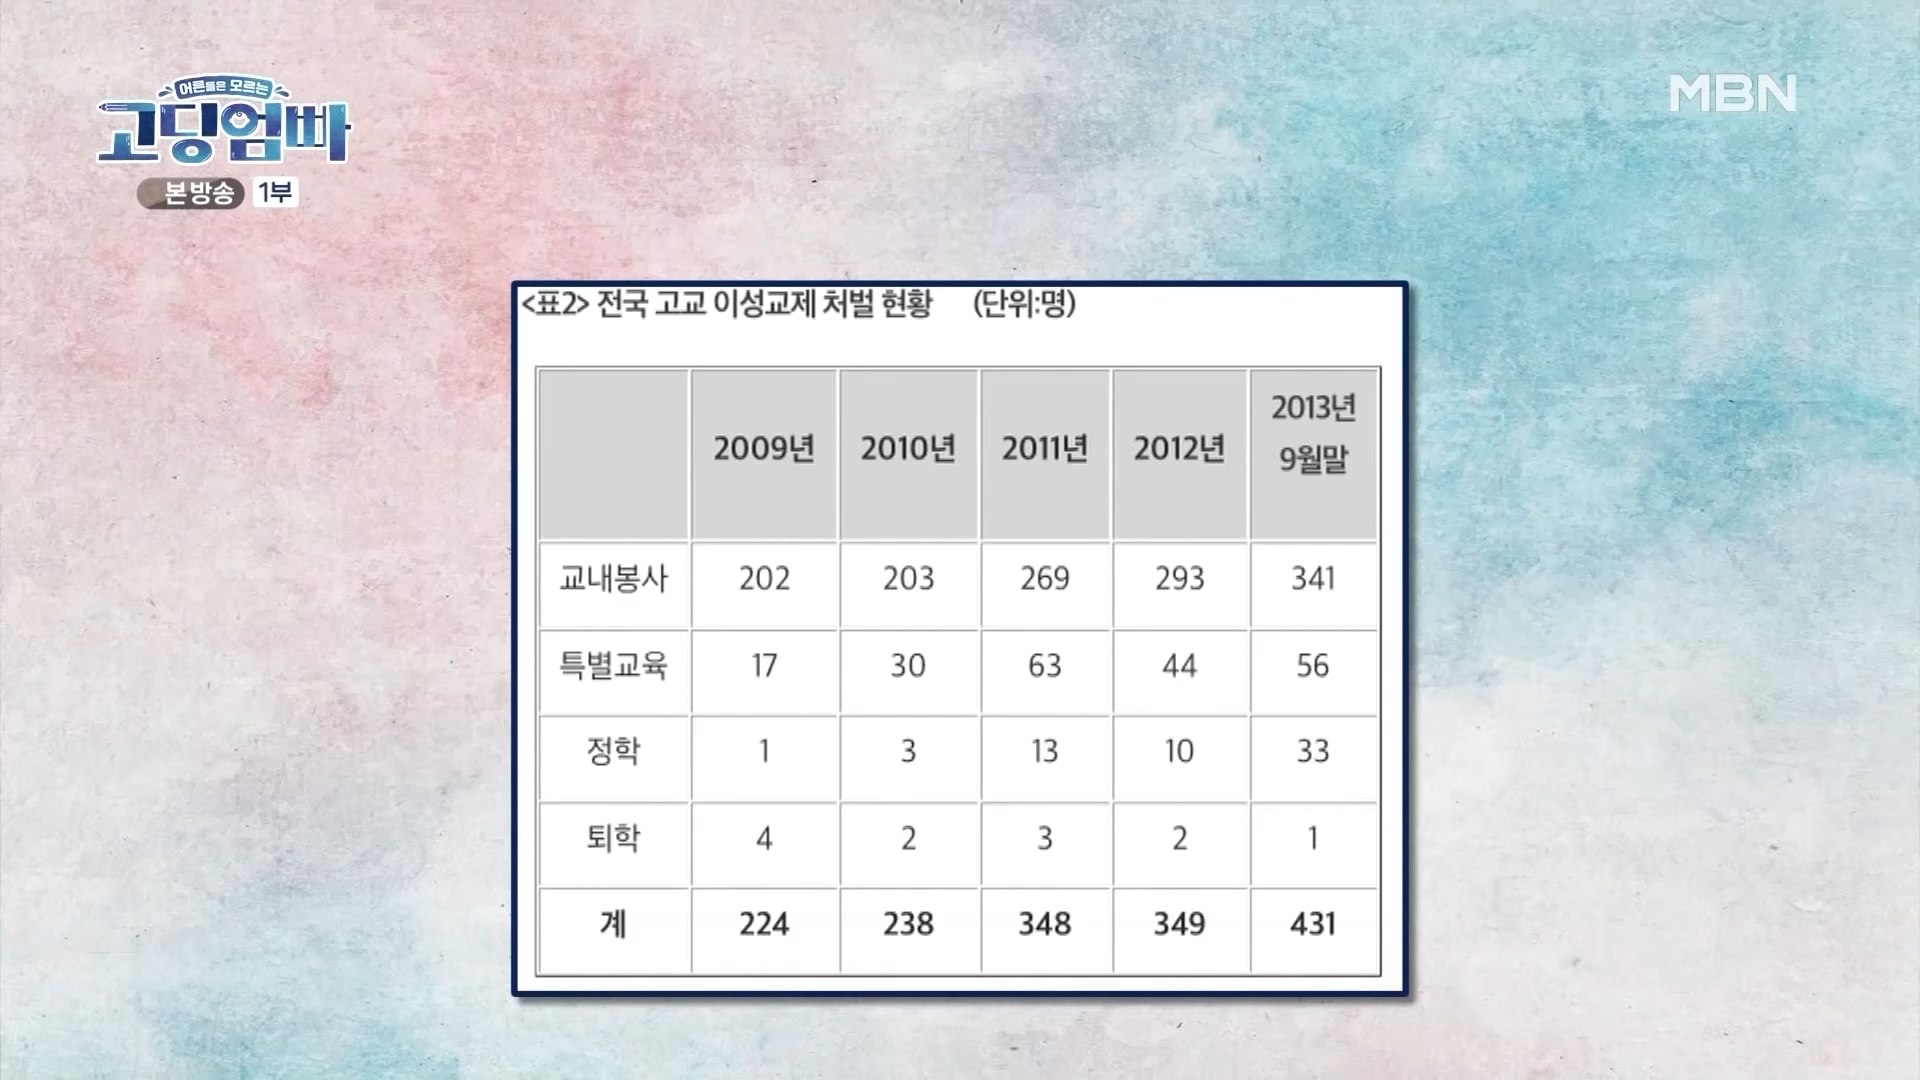 어른들은 모르는
고딩엄빠
본방송 1부
MBN
<표2> 전국 고교 이성교제 처벌 현황 (단위:명)
2009년 2010년 2011년 2012년 2013년 9월말
교내봉사 202 203 269 293 341
특별교육 17 30 63 44 56
정학 1 3 13 10 33
퇴학 4 2 3 2 1
계 224 238 348 349 431